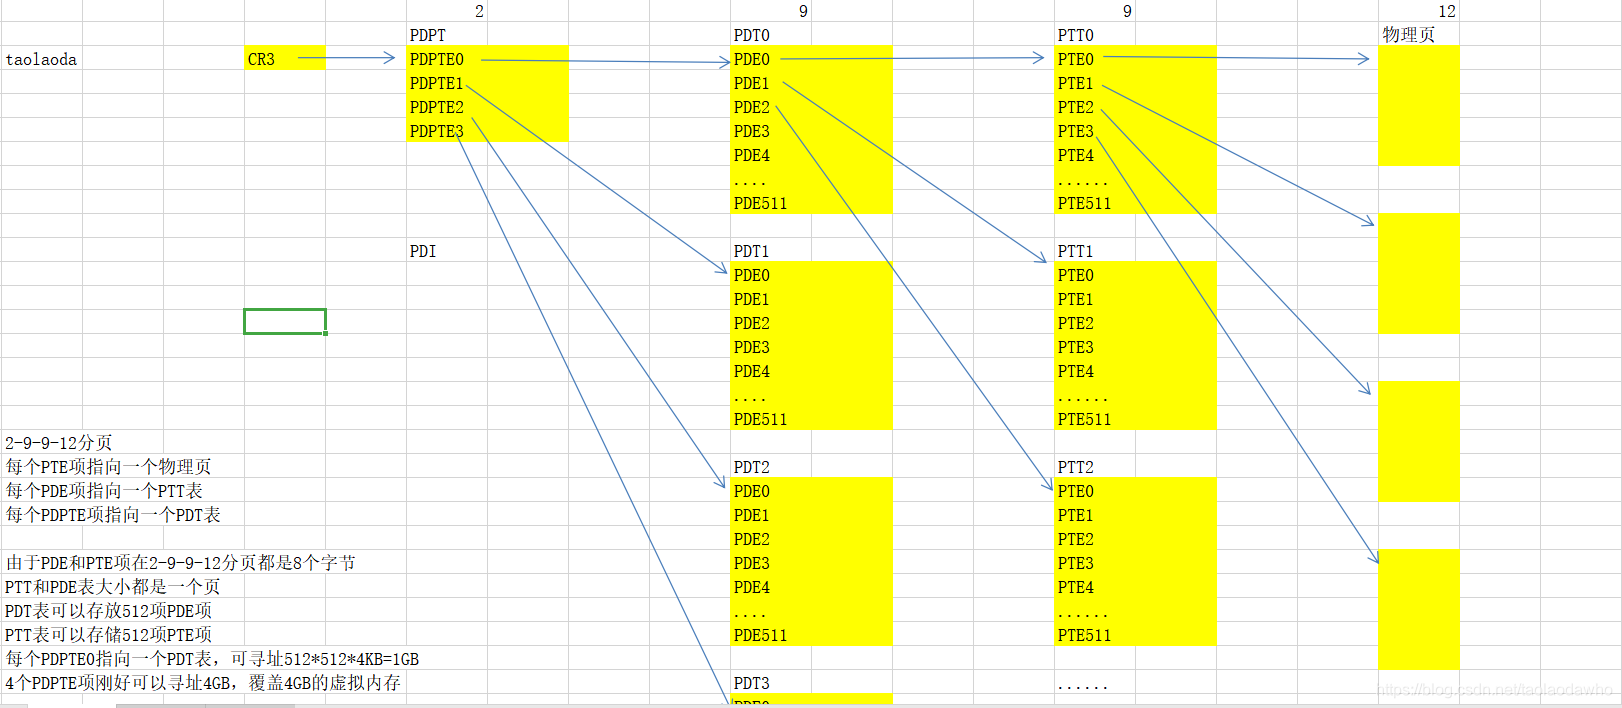 2 9 9 12
PDPT PDT0 PTT0 物理页
taolaoda CR3 PDPTE0 PDE0 PTE0
PDPTE1 PDE1 PTE1
PDPTE2 PDE2 PTE2
PDPTE3 PDE3 PTE3
PDE4 PTE4
.... ......
PDE511 PTE511
PDI PDT1 PTT1
PDE0 PTE0
PDE1 PTE1
PDE2 PTE2
PDE3 PTE3
PDE4 PTE4
.... ......
PDE511 PTE511
2-9-9-12分页
每个PTE项指向一个物理页 PDT2 PTT2
每个PDE项指向一个PTT表 PDE0 PTE0
每个PDPTE项指向一个PDT表 PDE1 PTE1
PDE2 PTE2
由于PDE和PTE项在2-9-9-12分页都是8个字节 PDE3 PTE3
PTT和PDE表大小都是一个页 PDE4 PTE4
PDT表可以存放512项PDE项 .... ......
PTT表可以存储512项PTE项 PDE511 PTE511
每个PDPTE0指向一个PDT表，可寻址512*512*4KB=1GB
4个PDPTE项刚好可以寻址4GB，覆盖4GB的虚拟内存 PDT3 ......
https://blog.csdn.net/taolaodawho
PDE0